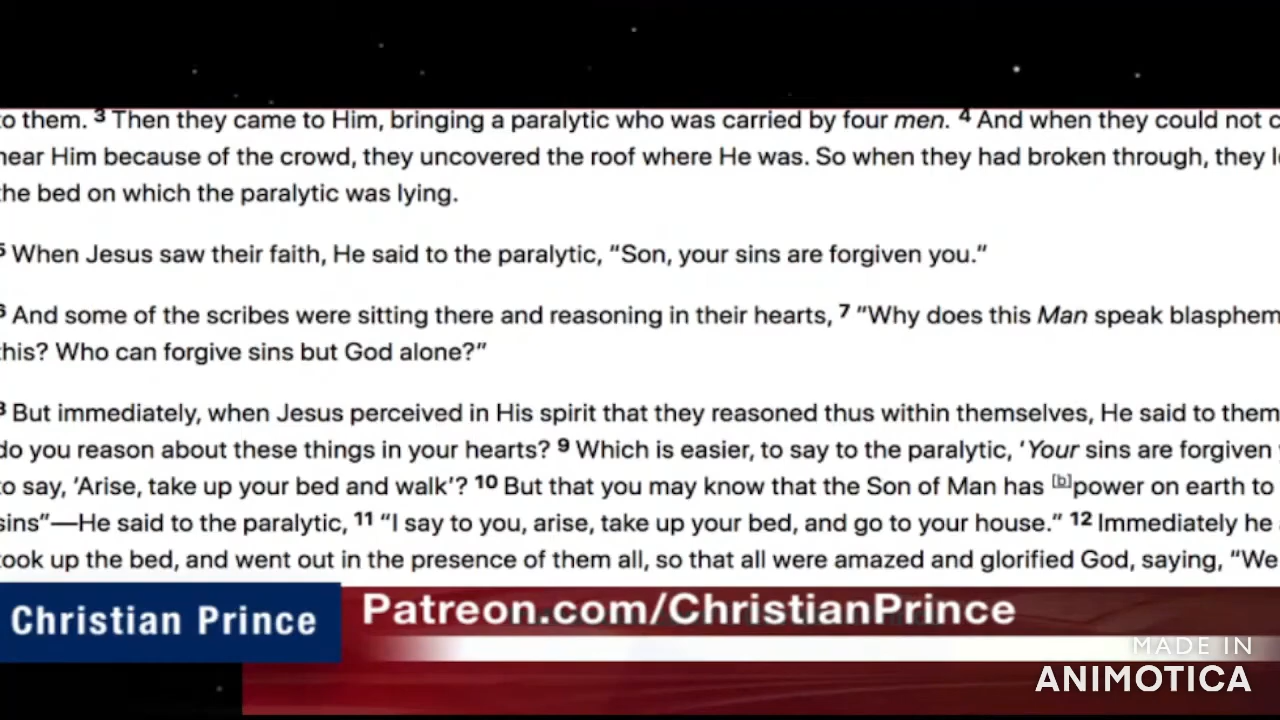 to them. 3 Then they came to Him, bringing a paralytic who was carried by four men. 4 And when they could not
near Him because of the crowd, they uncovered the roof where He was. So when they had broken through, they
the bed on which the paralytic was lying.
5 When Jesus saw their faith, He said to the paralytic, “Son, your sins are forgiven you.”
6 And some of the scribes were sitting there and reasoning in their hearts, 7 “Why does this Man speak blasphem
this? Who can forgive sins but God alone?”
8 But immediately, when Jesus perceived in His spirit that they reasoned thus within themselves, He said to them
do you reason about these things in your hearts? 9 Which is easier, to say to the paralytic, ‘Your sins are forgiven
to say, ‘Arise, take up your bed and walk’? 10 But that you may know that the Son of Man has [b]power on earth to
sins”—He said to the paralytic, 11 “I say to you, arise, take up your bed, and go to your house.” 12 Immediately he
took up the bed, and went out in the presence of them all, so that all were amazed and glorified God, saying, “We
Christian Prince
Patreon.com/ChristianPrince
MADE IN
ANIMOTICA